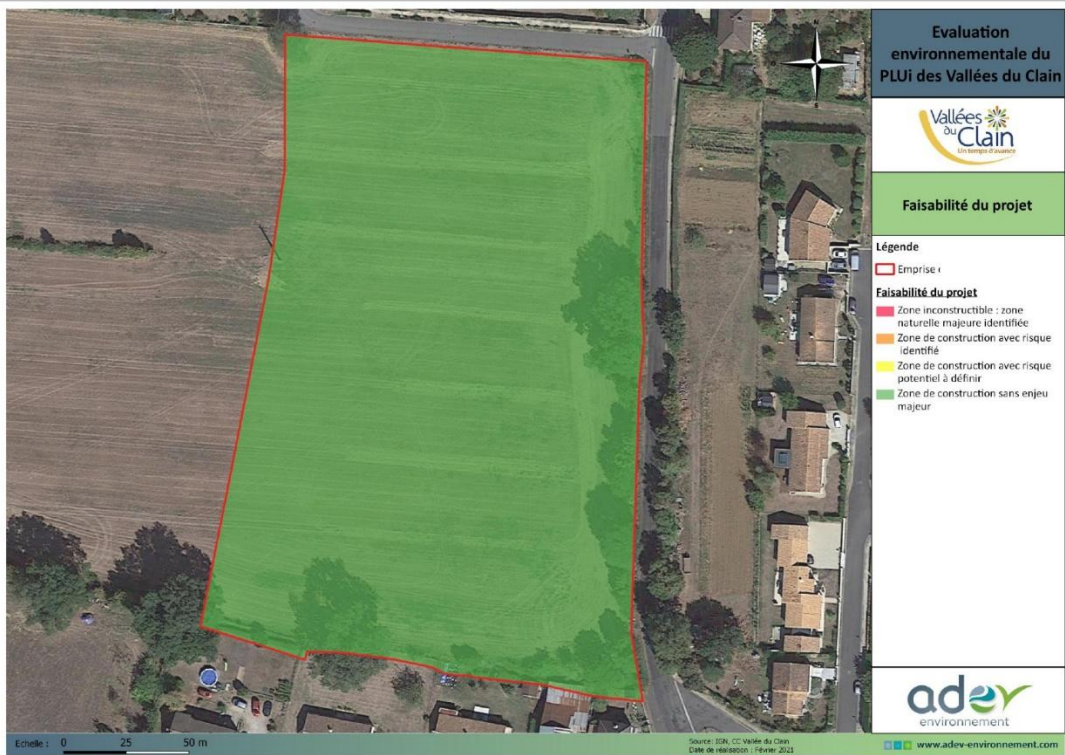 Evaluation
environnementale du
PLUi des Vallées du Clain
Vallées
du
Clain
Un temps d'avance
Faisabilité du projet
Légende
Emprise
Faisabilité du projet
Zone inconstructible : zone
naturelle majeure identifiée
Zone de construction avec risque
identifié
Zone de construction avec risque
potentiel à définir
Zone de construction sans enjeu
majeur
adev
environnement
Echelle : 0 25 50 m
Source: IGN, CC Vallée du Clain
Date de réalisation : Février 2021
www.adev-environnement.com